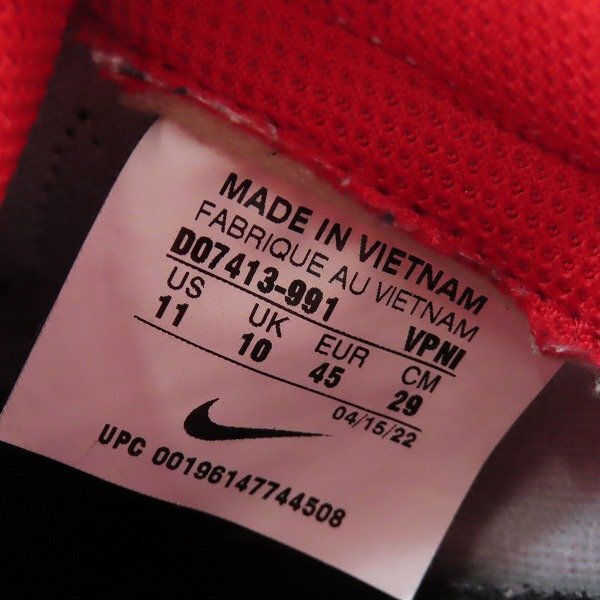 MADE IN VIETNAM
FABRIQUE AU VIETNAM
DO7413-991 VPNI
US UK EUR CM
11 10 45 29
04/15/22
UPC 00196147744508